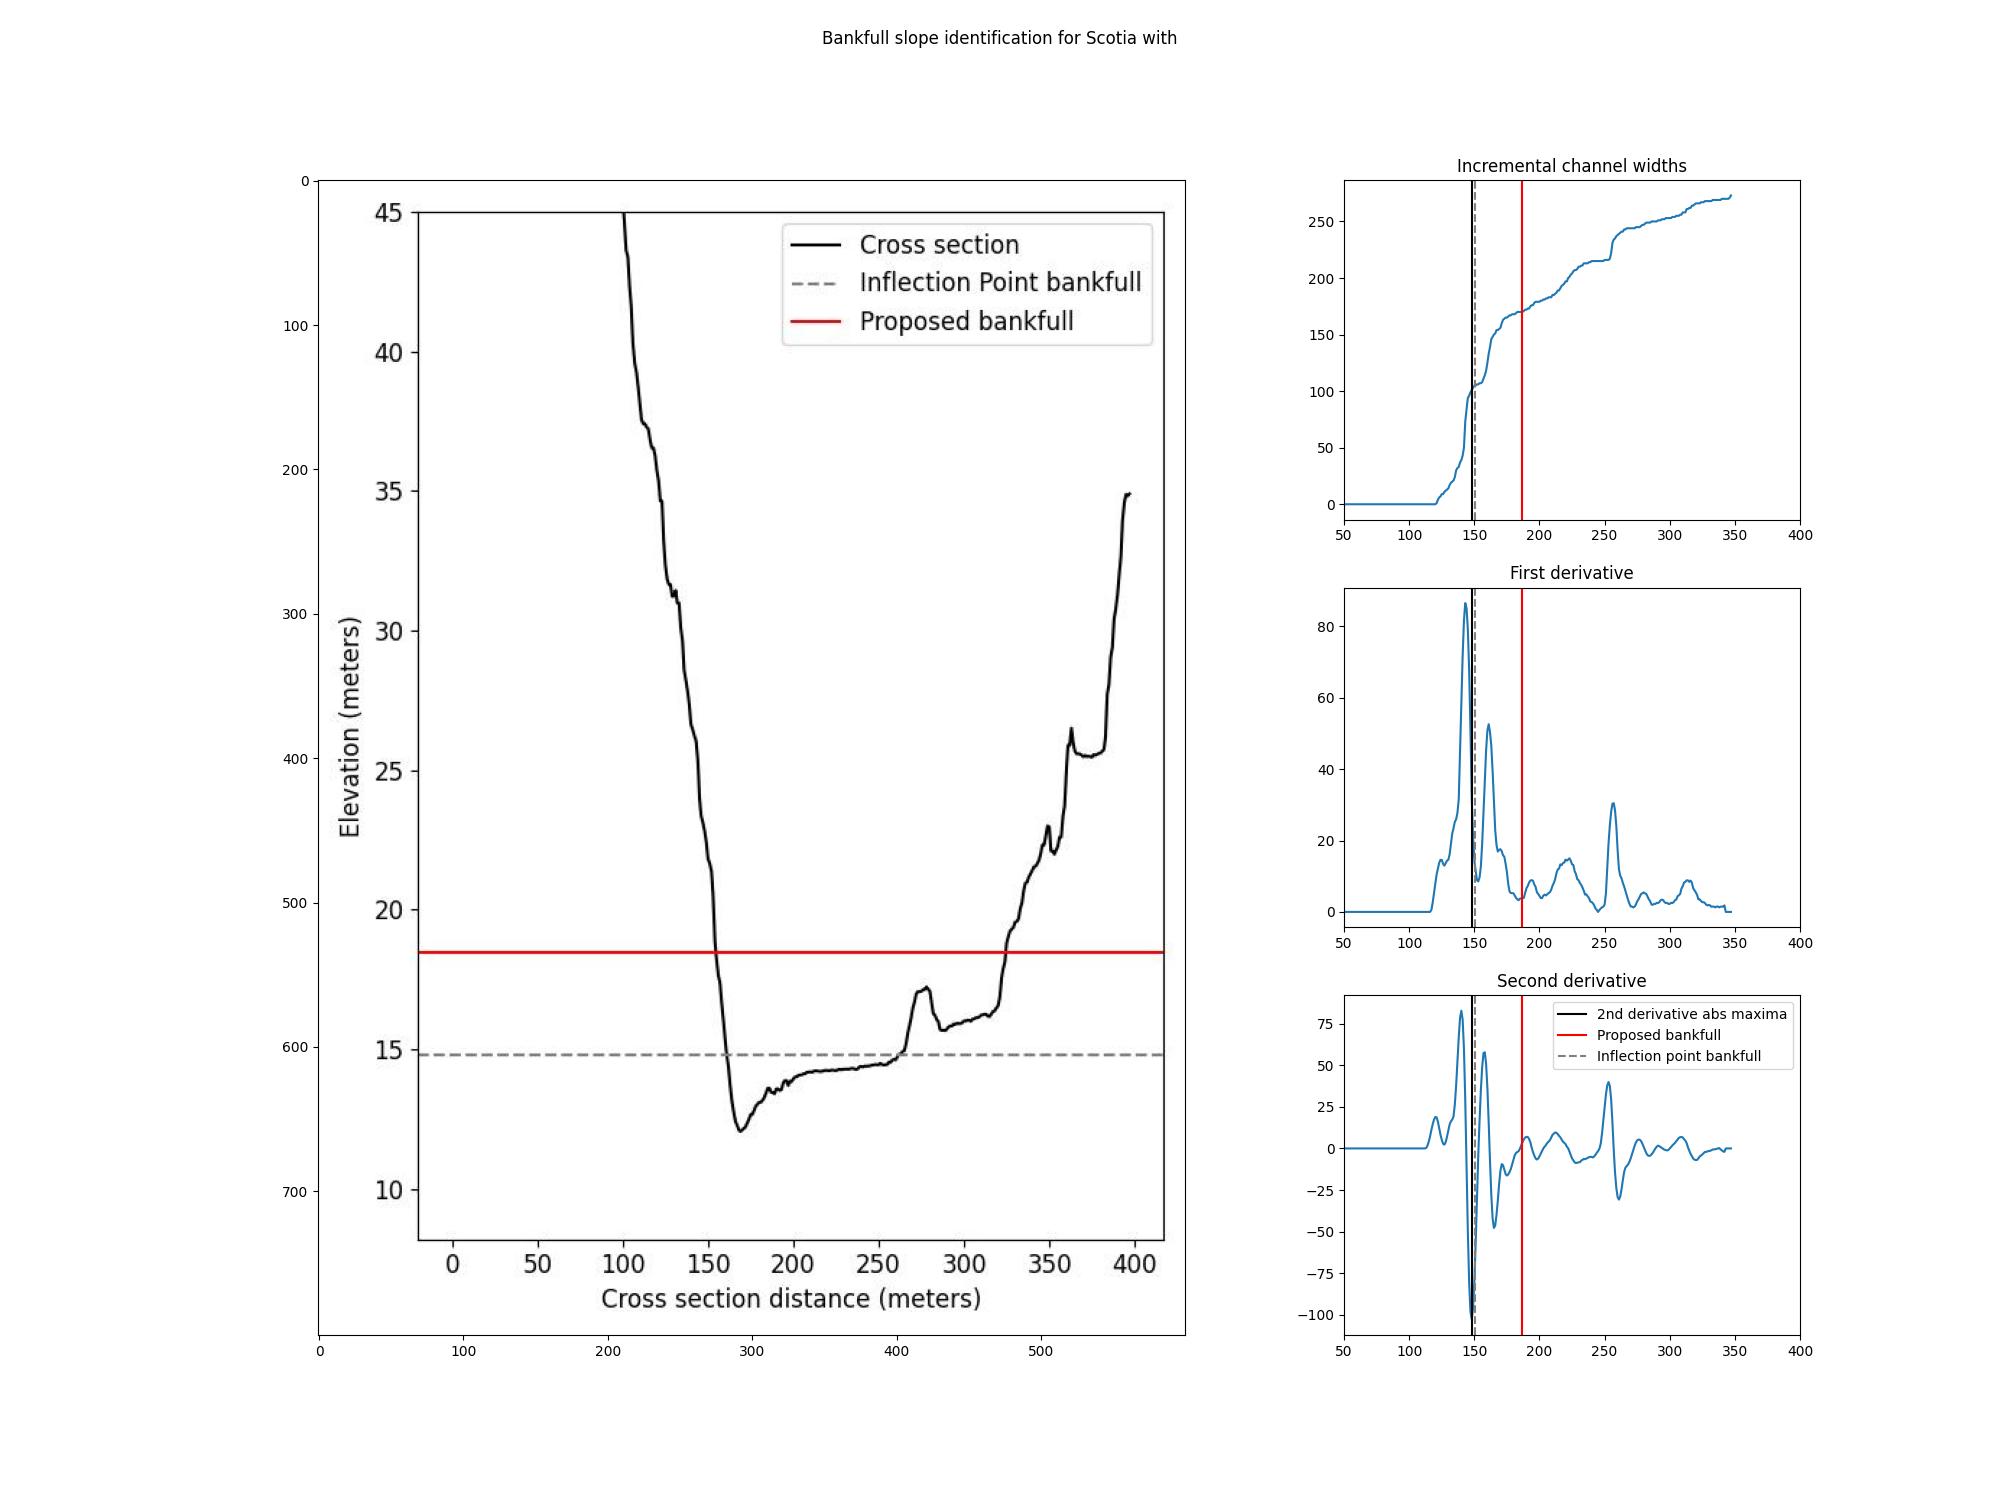 Bankfull slope identification for Scotia with
0
100
200
300
400
500
600
700
0
100
200
300
400
500
45
40
35
30
25
20
15
10
Elevation (meters)
Cross section
Inflection Point bankfull
Proposed bankfull
0 50 100 150 200 250 300 350 400
Cross section distance (meters)
Incremental channel widths
250
200
150
100
50
0
50 100 150 200 250 300 350 400
First derivative
80
60
40
20
0
50 100 150 200 250 300 350 400
Second derivative
75
50
25
0
−25
−50
−75
−100
2nd derivative abs maxima
Proposed bankfull
Inflection point bankfull
50 100 150 200 250 300 350 400